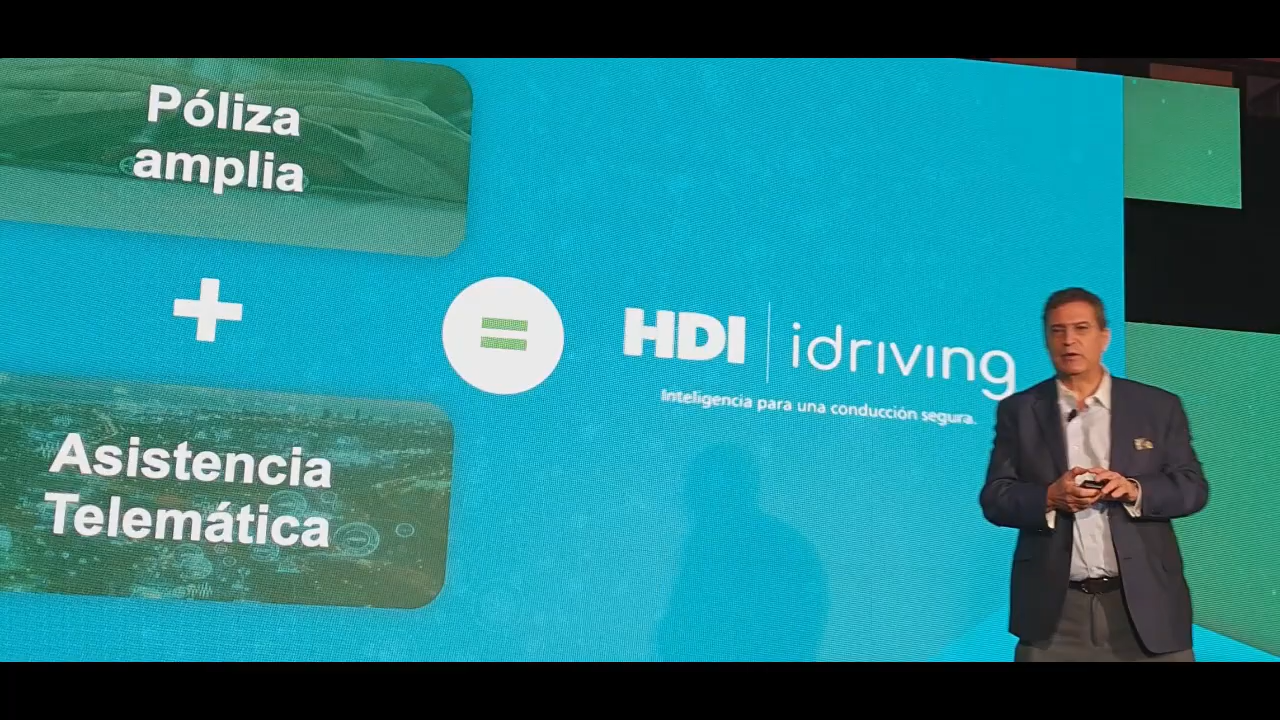 Póliza
amplia
+
Asistencia
Telemática
=
HDI | idriving
Inteligencia para una conducción segura.